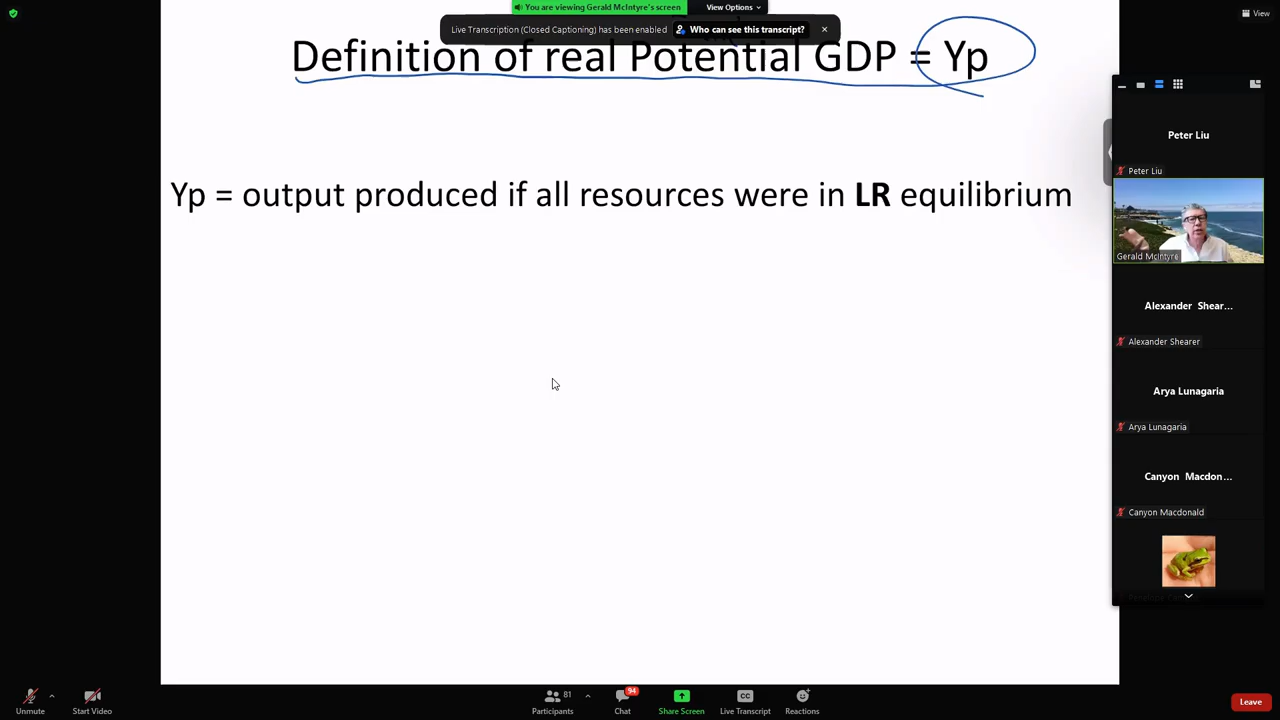 You are viewing Gerald McIntyre's screen
View Options
View
Live Transcription (Closed Captioning) has been enabled
Who can see this transcript?
Definition of real Potential GDP = Yp
Yp = output produced if all resources were in LR equilibrium
Peter Liu
Peter Liu
Gerald McIntyre
Alexander Shear...
Alexander Shearer
Arya Lunagaria
Arya Lunagaria
Canyon Macdon...
Canyon Macdonald
Unmute
Start Video
Participants
81
Chat
94
Share Screen
CC
Live Transcript
Reactions
Leave